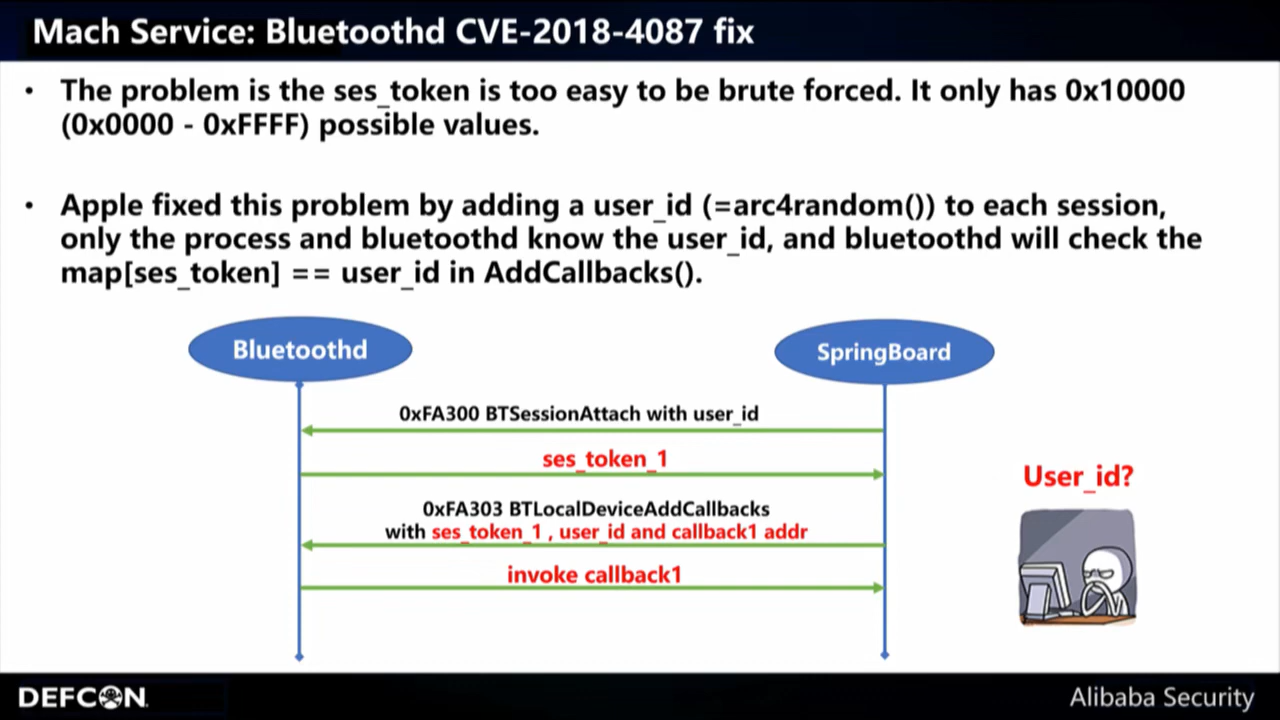 Mach Service: Bluetoothd CVE-2018-4087 fix
• The problem is the ses_token is too easy to be brute forced. It only has 0x10000
(0x0000 - 0xFFFF) possible values.
• Apple fixed this problem by adding a user_id (=arc4random()) to each session,
only the process and bluetoothd know the user_id, and bluetoothd will check the
map[ses_token] == user_id in AddCallbacks().
Bluetoothd
SpringBoard
0xFA300 BTSessionAttach with user_id
ses_token_1
User_id?
0xFA303 BTLocalDeviceAddCallbacks
with ses_token_1 , user_id and callback1 addr
invoke callback1
DEFCON
Alibaba Security